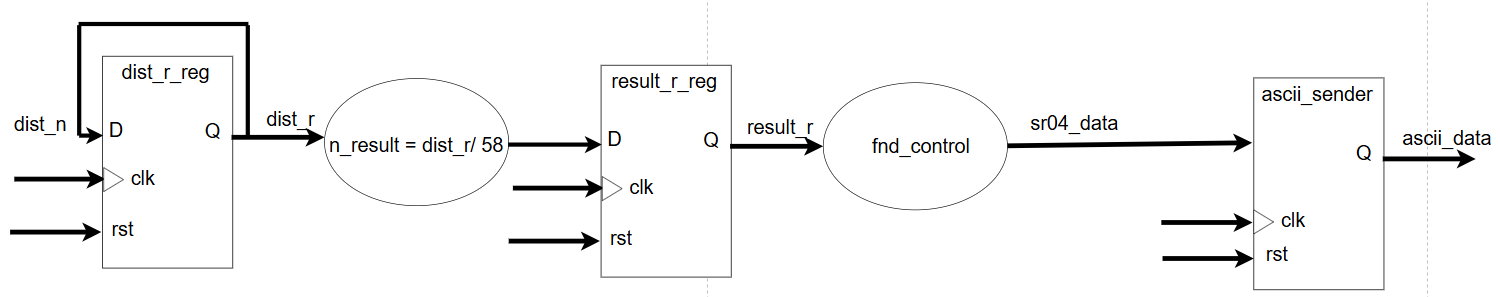 dist_r_reg
dist_n
D
Q
clk
rst
dist_r
n_result = dist_r/ 58
result_r_reg
D
Q
clk
rst
result_r
fnd_control
sr04_data
ascii_sender
Q
clk
rst
ascii_data